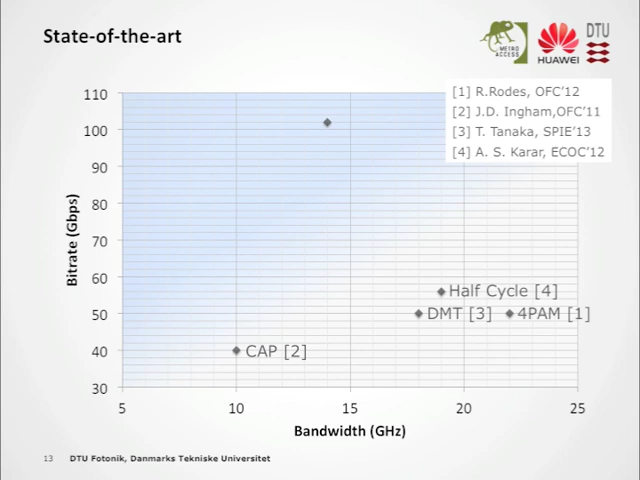 State-of-the-art
METRO
ACCESS
HUAWEI
DTU
[1] R.Rodes, OFC'12
[2] J.D. Ingham,OFC'11
[3] T. Tanaka, SPIE'13
[4] A. S. Karar, ECOC'12
110
100
90
80
70
60
50
40
30
Bitrate (Gbps)
Half Cycle [4]
DMT [3]
4PAM [1]
CAP [2]
5
10
15
20
25
Bandwidth (GHz)
13 DTU Fotonik, Danmarks Tekniske Universitet